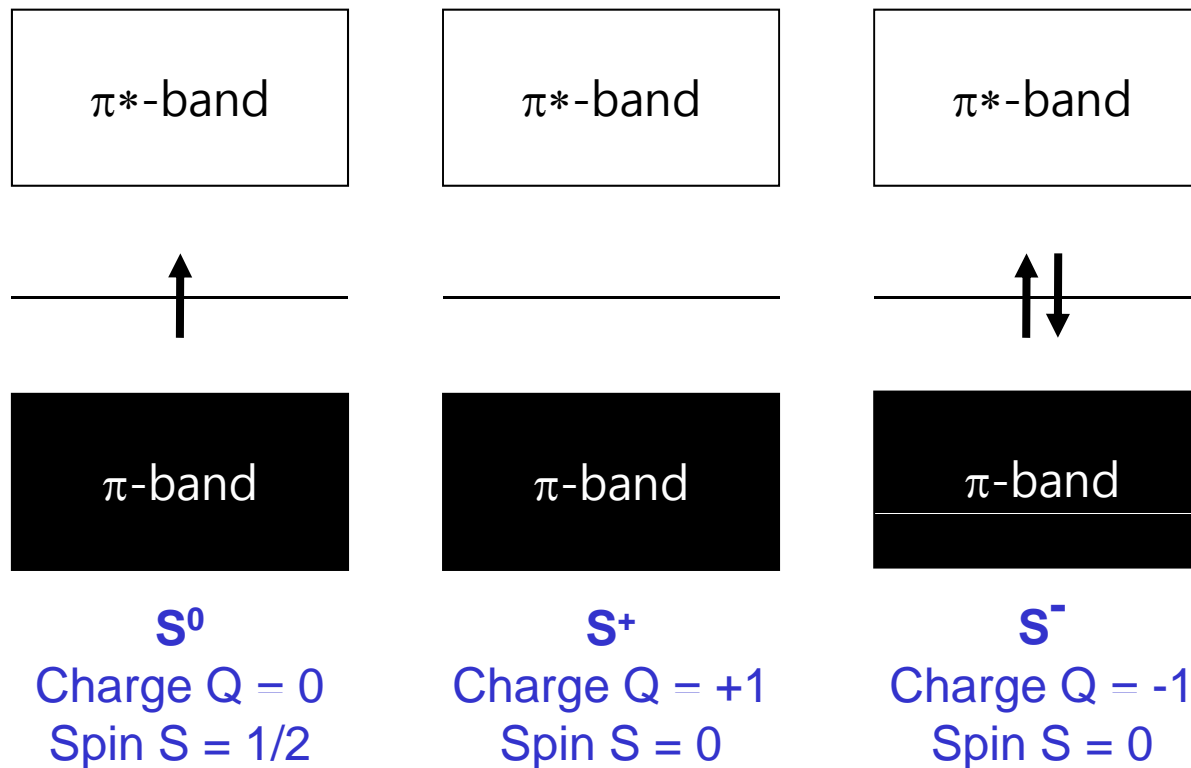 π*-band
π*-band
π*-band
π-band
π-band
π-band
S⁰
Charge Q = 0
Spin S = 1/2
S⁺
Charge Q = +1
Spin S = 0
S⁻
Charge Q = -1
Spin S = 0